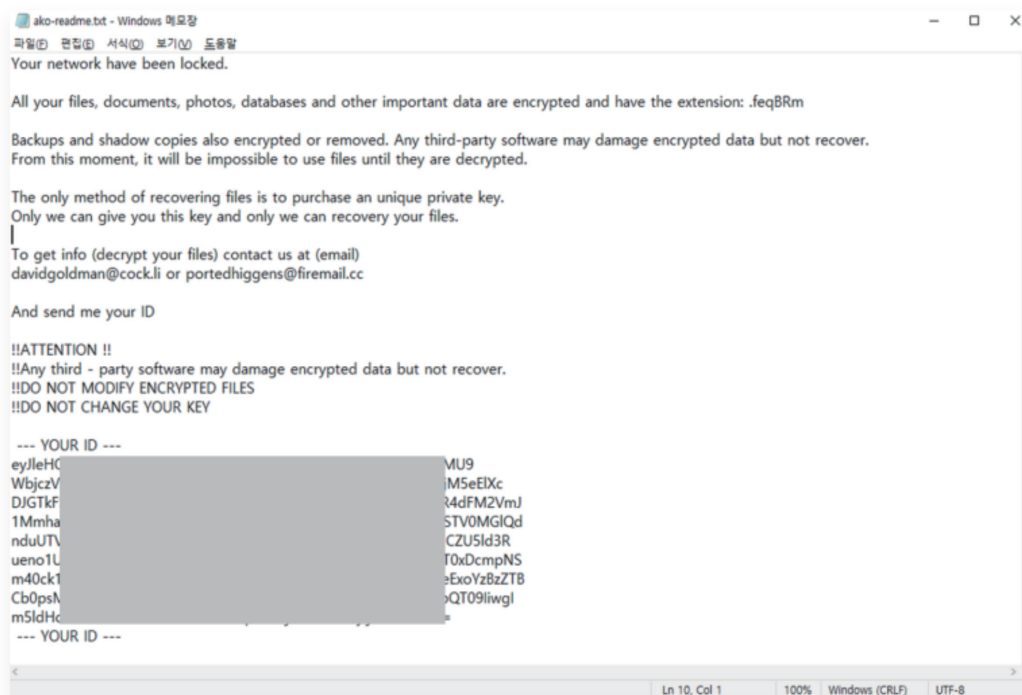 ako-readme.txt - Windows 메모장
파일(F) 편집(E) 서식(O) 보기(V) 도움말
Your network have been locked.
All your files, documents, photos, databases and other important data are encrypted and have the extension: .feqBRm
Backups and shadow copies also encrypted or removed. Any third-party software may damage encrypted data but not recover.
From this moment, it will be impossible to use files until they are decrypted.
The only method of recovering files is to purchase an unique private key.
Only we can give you this key and only we can recovery your files.
To get info (decrypt your files) contact us at (email)
davidgoldman@cock.li or portedhiggens@firemail.cc
And send me your ID
!!ATTENTION !!
!!Any third - party software may damage encrypted data but not recover.
!!DO NOT MODIFY ENCRYPTED FILES
!!DO NOT CHANGE YOUR KEY
--- YOUR ID ---
MU9
WbjczV
DJGTkF R4dFM2VmJ
1Mmha STV0MGlQd
nduUTV CZU5ld3R
ueno1U T0xDcmpNS
m40ck1 eExoYzBzZTB
QT09Iiwgl
=
--- YOUR ID ---
Ln 10, Col 1 100% Windows (CRLF) UTF-8